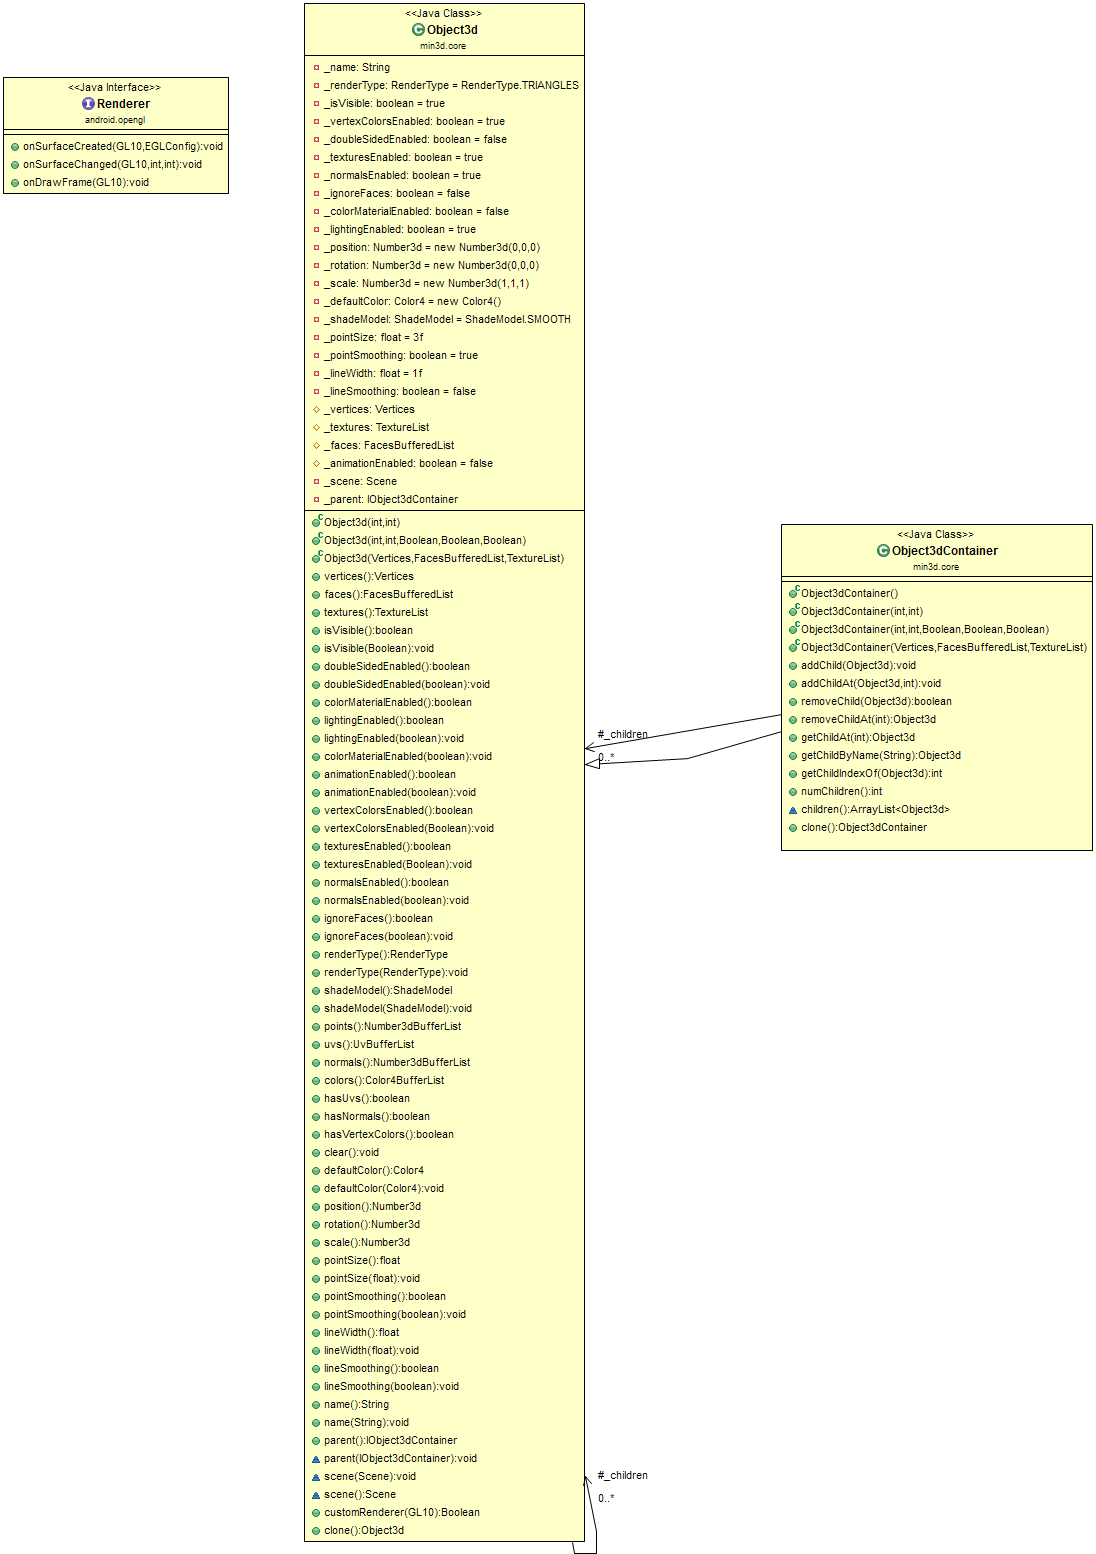 <<Java Interface>>
Renderer
android.opengl
onSurfaceCreated(GL10,EGLConfig):void
onSurfaceChanged(GL10,int,int):void
onDrawFrame(GL10):void
<<Java Class>>
Object3d
min3d.core
_name: String
_renderType: RenderType = RenderType.TRIANGLES
_isVisible: boolean = true
_vertexColorsEnabled: boolean = true
_doubleSidedEnabled: boolean = false
_texturesEnabled: boolean = true
_normalsEnabled: boolean = true
_ignoreFaces: boolean = false
_colorMaterialEnabled: boolean = false
_lightingEnabled: boolean = true
_position: Number3d = new Number3d(0,0,0)
_rotation: Number3d = new Number3d(0,0,0)
_scale: Number3d = new Number3d(1,1,1)
_defaultColor: Color4 = new Color4()
_shadeModel: ShadeModel = ShadeModel.SMOOTH
_pointSize: float = 3f
_pointSmoothing: boolean = true
_lineWidth: float = 1f
_lineSmoothing: boolean = false
_vertices: Vertices
_textures: TextureList
_faces: FacesBufferedList
_animationEnabled: boolean = false
_scene: Scene
_parent: IObject3dContainer
Object3d(int,int)
Object3d(int,int,Boolean,Boolean,Boolean)
Object3d(Vertices,FacesBufferedList,TextureList)
vertices():Vertices
faces():FacesBufferedList
textures():TextureList
isVisible():boolean
isVisible(Boolean):void
doubleSidedEnabled():boolean
doubleSidedEnabled(boolean):void
colorMaterialEnabled():boolean
lightingEnabled():boolean
lightingEnabled(boolean):void
colorMaterialEnabled(boolean):void
animationEnabled():boolean
animationEnabled(boolean):void
vertexColorsEnabled():boolean
vertexColorsEnabled(Boolean):void
texturesEnabled():boolean
texturesEnabled(Boolean):void
normalsEnabled():boolean
normalsEnabled(boolean):void
ignoreFaces():boolean
ignoreFaces(boolean):void
renderType():RenderType
renderType(RenderType):void
shadeModel():ShadeModel
shadeModel(ShadeModel):void
points():Number3dBufferList
uvs():UvBufferList
normals():Number3dBufferList
colors():Color4BufferList
hasUvs():boolean
hasNormals():boolean
hasVertexColors():boolean
clear():void
defaultColor():Color4
defaultColor(Color4):void
position():Number3d
rotation():Number3d
scale():Number3d
pointSize():float
pointSize(float):void
pointSmoothing():boolean
pointSmoothing(boolean):void
lineWidth():float
lineWidth(float):void
lineSmoothing():boolean
lineSmoothing(boolean):void
name():String
name(String):void
parent():IObject3dContainer
parent(IObject3dContainer):void
scene(Scene):void
scene():Scene
customRenderer(GL10):Boolean
clone():Object3d
#_children
0..*
#_children
0..*
<<Java Class>>
Object3dContainer
min3d.core
Object3dContainer()
Object3dContainer(int,int)
Object3dContainer(int,int,Boolean,Boolean,Boolean)
Object3dContainer(Vertices,FacesBufferedList,TextureList)
addChild(Object3d):void
addChildAt(Object3d,int):void
removeChild(Object3d):boolean
removeChildAt(int):Object3d
getChildAt(int):Object3d
getChildByName(String):Object3d
getChildIndexOf(Object3d):int
numChildren():int
children():ArrayList<Object3d>
clone():Object3dContainer